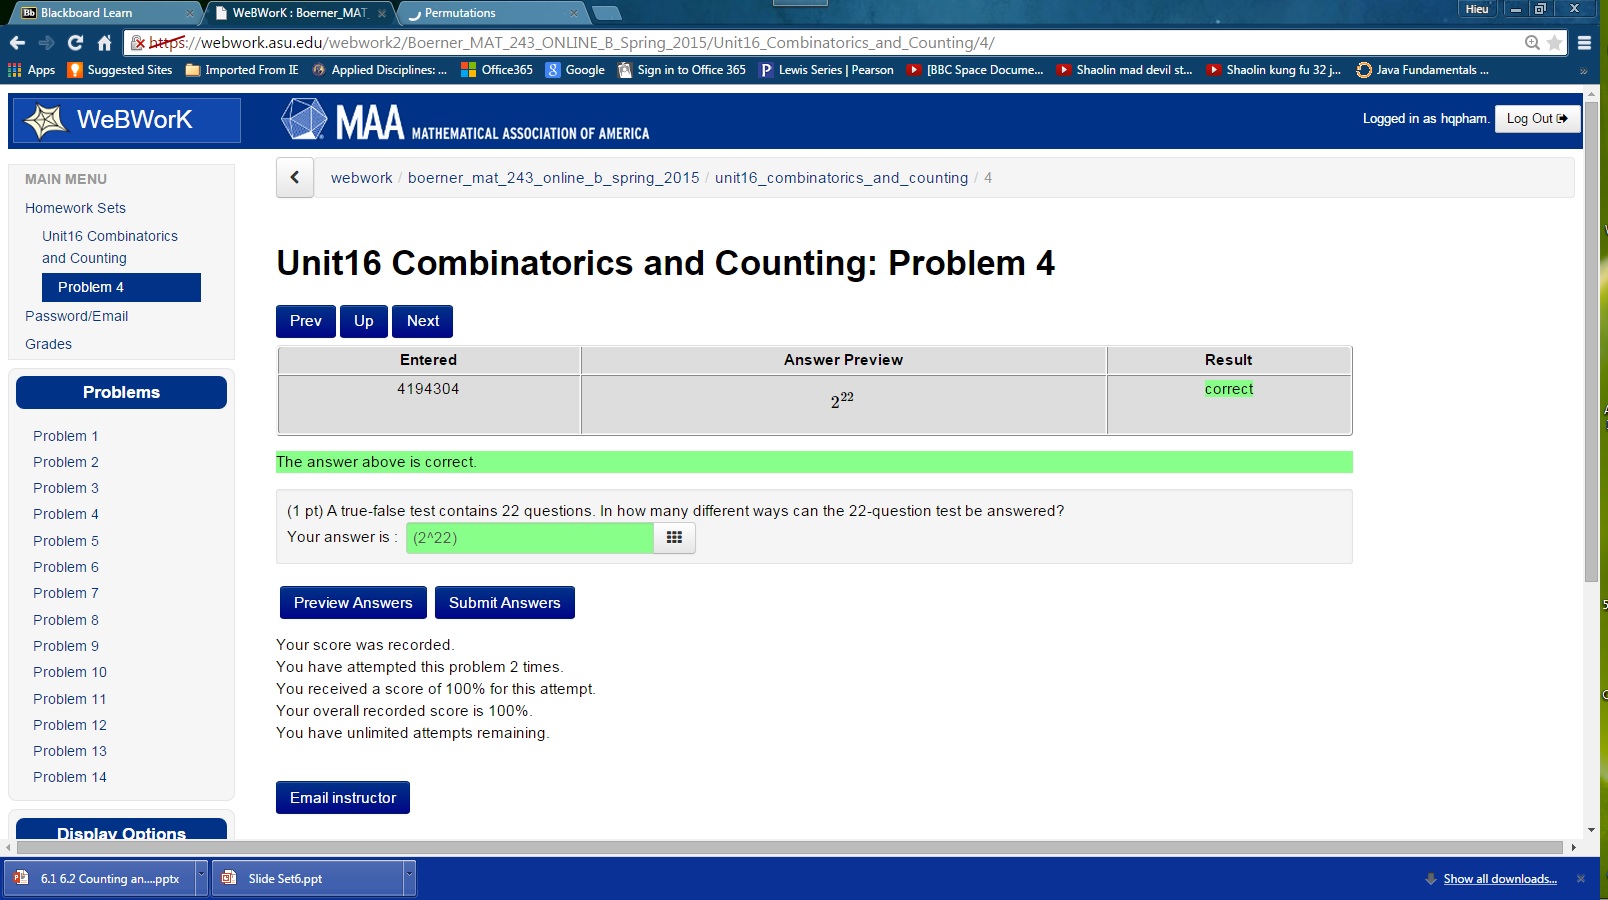 Blackboard Learn
WeBWorK : Boerner_MAT_
Permutations
Hieu
https://webwork.asu.edu/webwork2/Boerner_MAT_243_ONLINE_B_Spring_2015/Unit16_Combinatorics_and_Counting/4/
Apps
Suggested Sites
Imported From IE
Applied Disciplines: ...
Office365
Google
Sign in to Office 365
Lewis Series | Pearson
[BBC Space Docume...
Shaolin mad devil st...
Shaolin kung fu 32 j...
Java Fundamentals ...
WeBWorK
MAA MATHEMATICAL ASSOCIATION OF AMERICA
Logged in as hqpham.
Log Out
MAIN MENU
Homework Sets
Unit16 Combinatorics
and Counting
Problem 4
Password/Email
Grades
Problems
Problem 1
Problem 2
Problem 3
Problem 4
Problem 5
Problem 6
Problem 7
Problem 8
Problem 9
Problem 10
Problem 11
Problem 12
Problem 13
Problem 14
Display Options
webwork / boerner_mat_243_online_b_spring_2015 / unit16_combinatorics_and_counting / 4
Unit16 Combinatorics and Counting: Problem 4
Prev Up Next
Entered Answer Preview Result
4194304 2^22 correct
The answer above is correct.
(1 pt) A true-false test contains 22 questions. In how many different ways can the 22-question test be answered?
Your answer is : (2^22)
Preview Answers Submit Answers
Your score was recorded.
You have attempted this problem 2 times.
You received a score of 100% for this attempt.
Your overall recorded score is 100%.
You have unlimited attempts remaining.
Email instructor
6.1 6.2 Counting an....pptx
Slide Set6.ppt
Show all downloads...